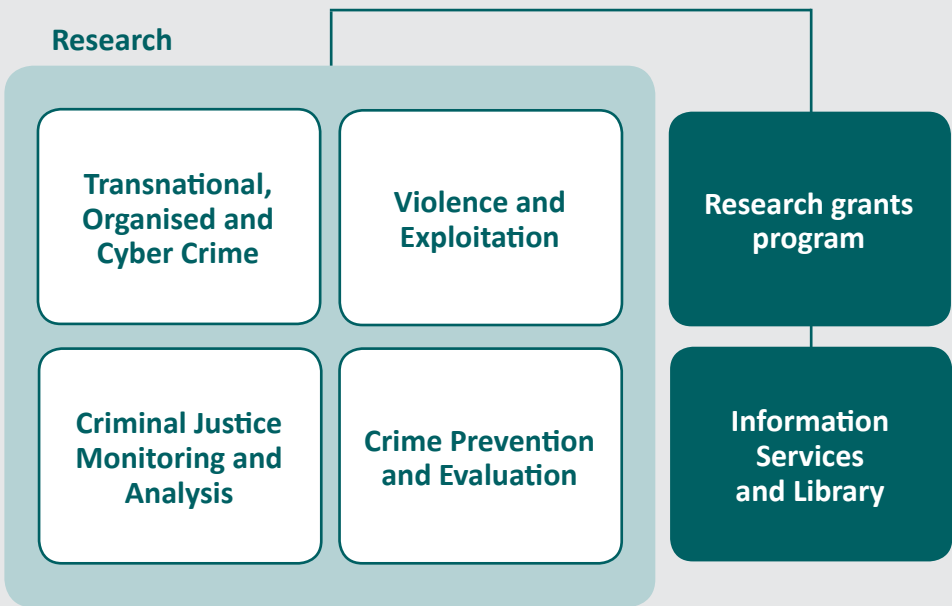 Research
Transnational,
Organised and
Cyber Crime
Violence and
Exploitation
Research grants
program
Criminal Justice
Monitoring and
Analysis
Crime Prevention
and Evaluation
Information
Services
and Library